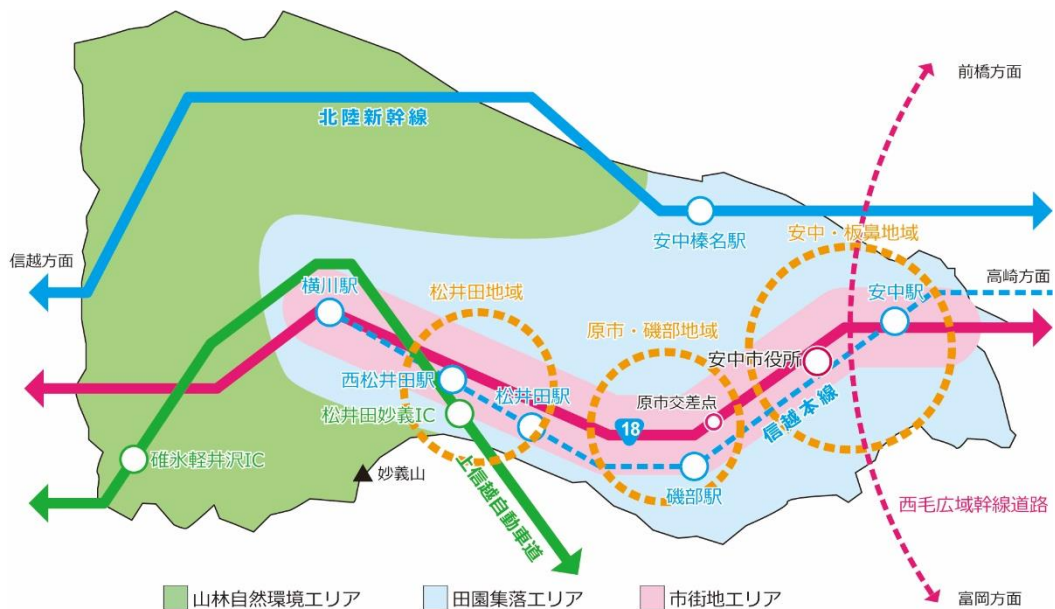 前橋方面
北陸新幹線
安中榛名駅
安中・板鼻地域
信越方面
高崎方面
横川駅
松井田地域
安中駅
原市・磯部地域
安中市役所
西松井田駅
松井田駅
原市交差点
松井田妙義IC
18
信越本線
碓氷軽井沢IC
妙義山
磯部駅
上信越自動車道
西毛広域幹線道路
山林自然環境エリア
田園集落エリア
市街地エリア
富岡方面